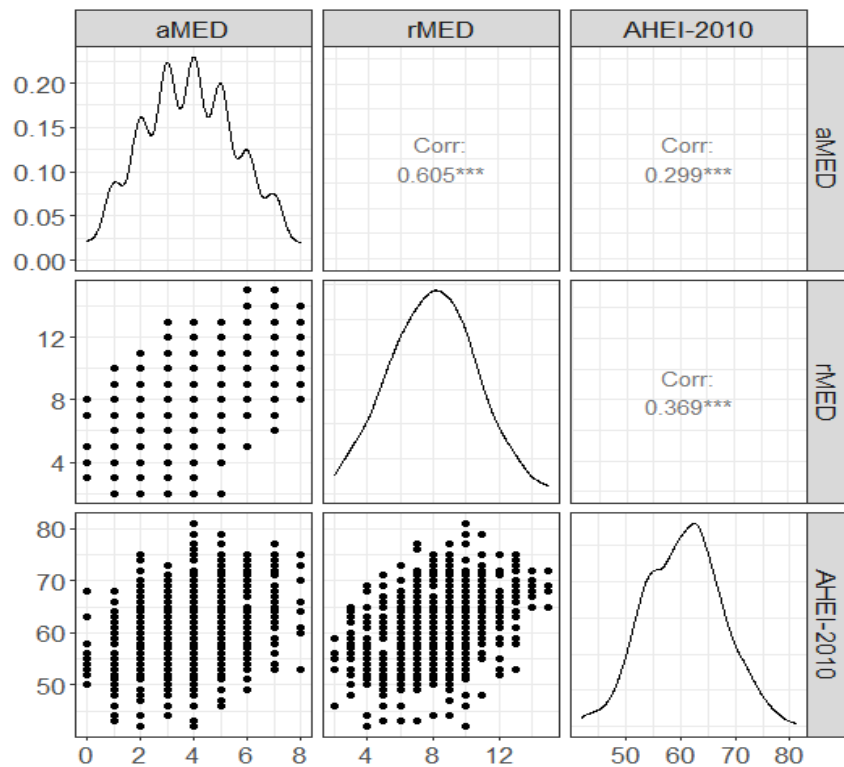 aMED rMED AHEI-2010
0.20
0.15
0.10
0.05
0.00
Corr:
0.605***
Corr:
0.299***
aMED
12
8
4
Corr:
0.369***
rMED
80
70
60
50
AHEI-2010
0 2 4 6 8 4 8 12 50 60 70 80